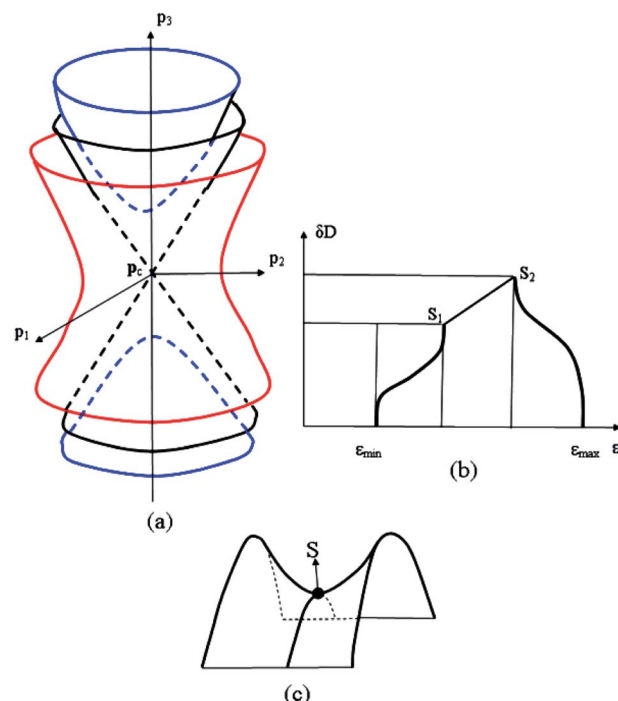 p₃
p_c
p₂
p₁
(a)
δD
S₂
S₁
ε_min
ε_max
ε
(b)
S
(c)